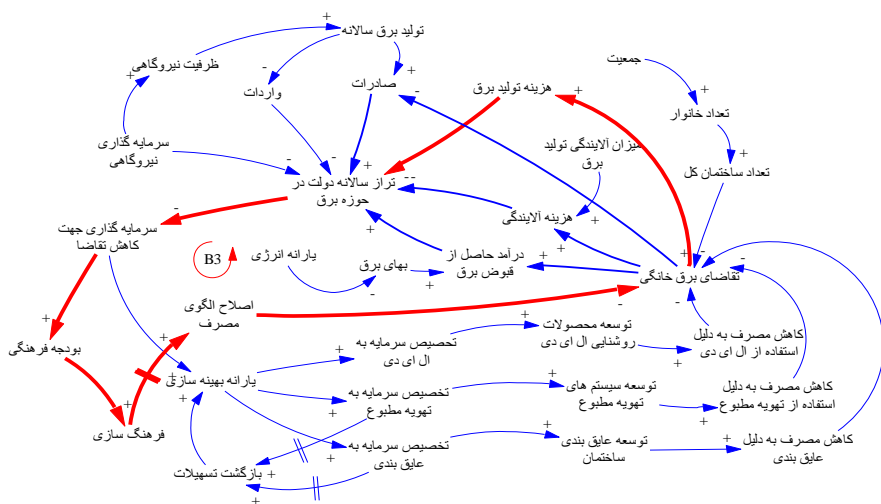 تولید برق سالانه
ظرفیت نیروگاهی
واردات
صادرات
هزینه تولید برق
جمعیت
تعداد خانوار
تعداد ساختمان کل
سرمایه گذاری
نیروگاهی
میزان آلایندگی تولید
برق
تراز سالانه دولت در
حوزه برق
هزینه آلایندگی
سرمایه گذاری جهت
کاهش تقاضا
B3
یارانه انرژی
بهای برق
درآمد حاصل از
قبوض برق
تقاضای برق خانگی
اصلاح الگوی
مصرف
بودجه فرهنگی
فرهنگ سازی
یارانه بهینه سازی
تخصیص سرمایه به
ال ای دی
توسعه محصولات
روشنایی ال ای دی
کاهش مصرف به دلیل
استفاده از ال ای دی
تخصیص سرمایه به
تهویه مطبوع
توسعه سیستم های
تهویه مطبوع
کاهش مصرف به دلیل
استفاده از تهویه مطبوع
تخصیص سرمایه به
عایق بندی
توسعه عایق بندی
ساختمان
کاهش مصرف به دلیل
عایق بندی
بازگشت تسهیلات